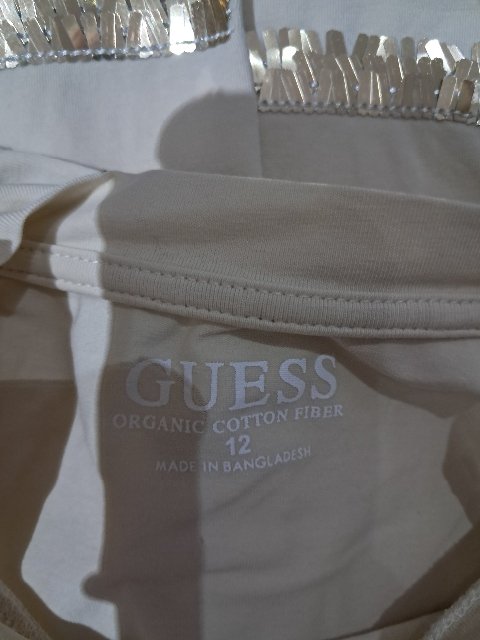 GUESS
ORGANIC COTTON FIBER
12
MADE IN BANGLADESH